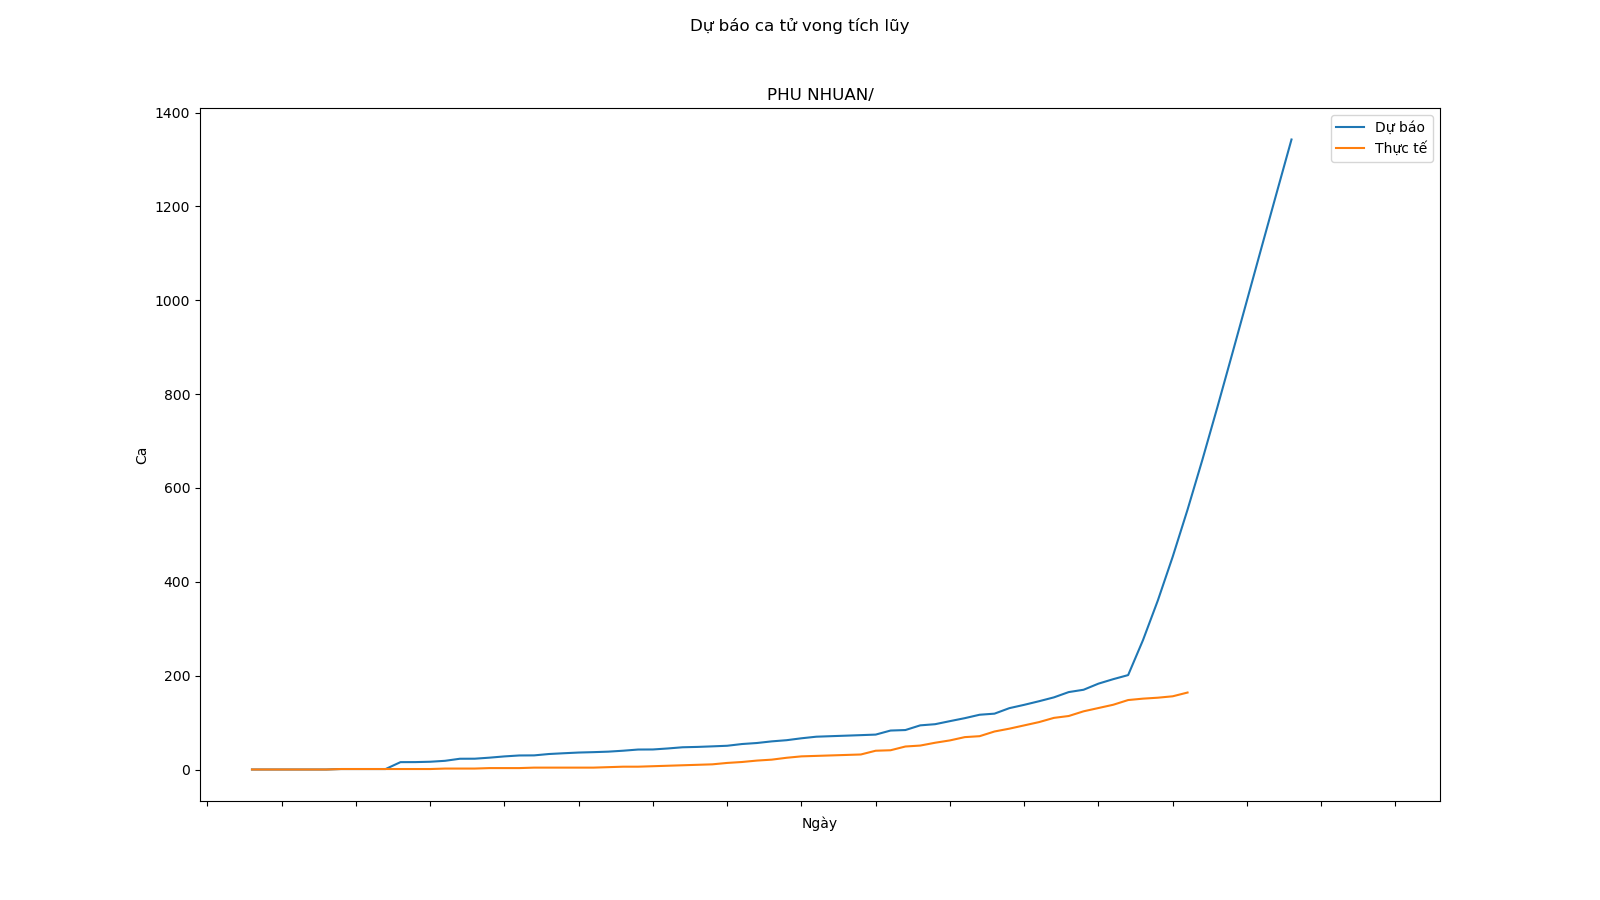 Dự báo ca tử vong tích lũy
PHU NHUAN/
1400
1200
1000
800
600
400
200
0
Ca
Ngày
Dự báo
Thực tế